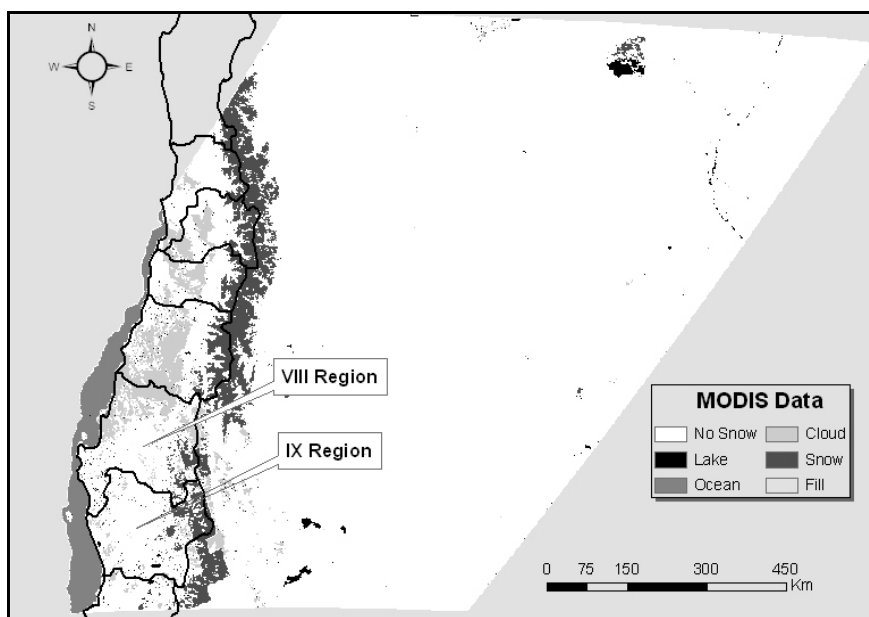 N
W E
S
VIII Region
IX Region
MODIS Data
No Snow Cloud
Lake Snow
Ocean Fill
0 75 150 300 450
Km